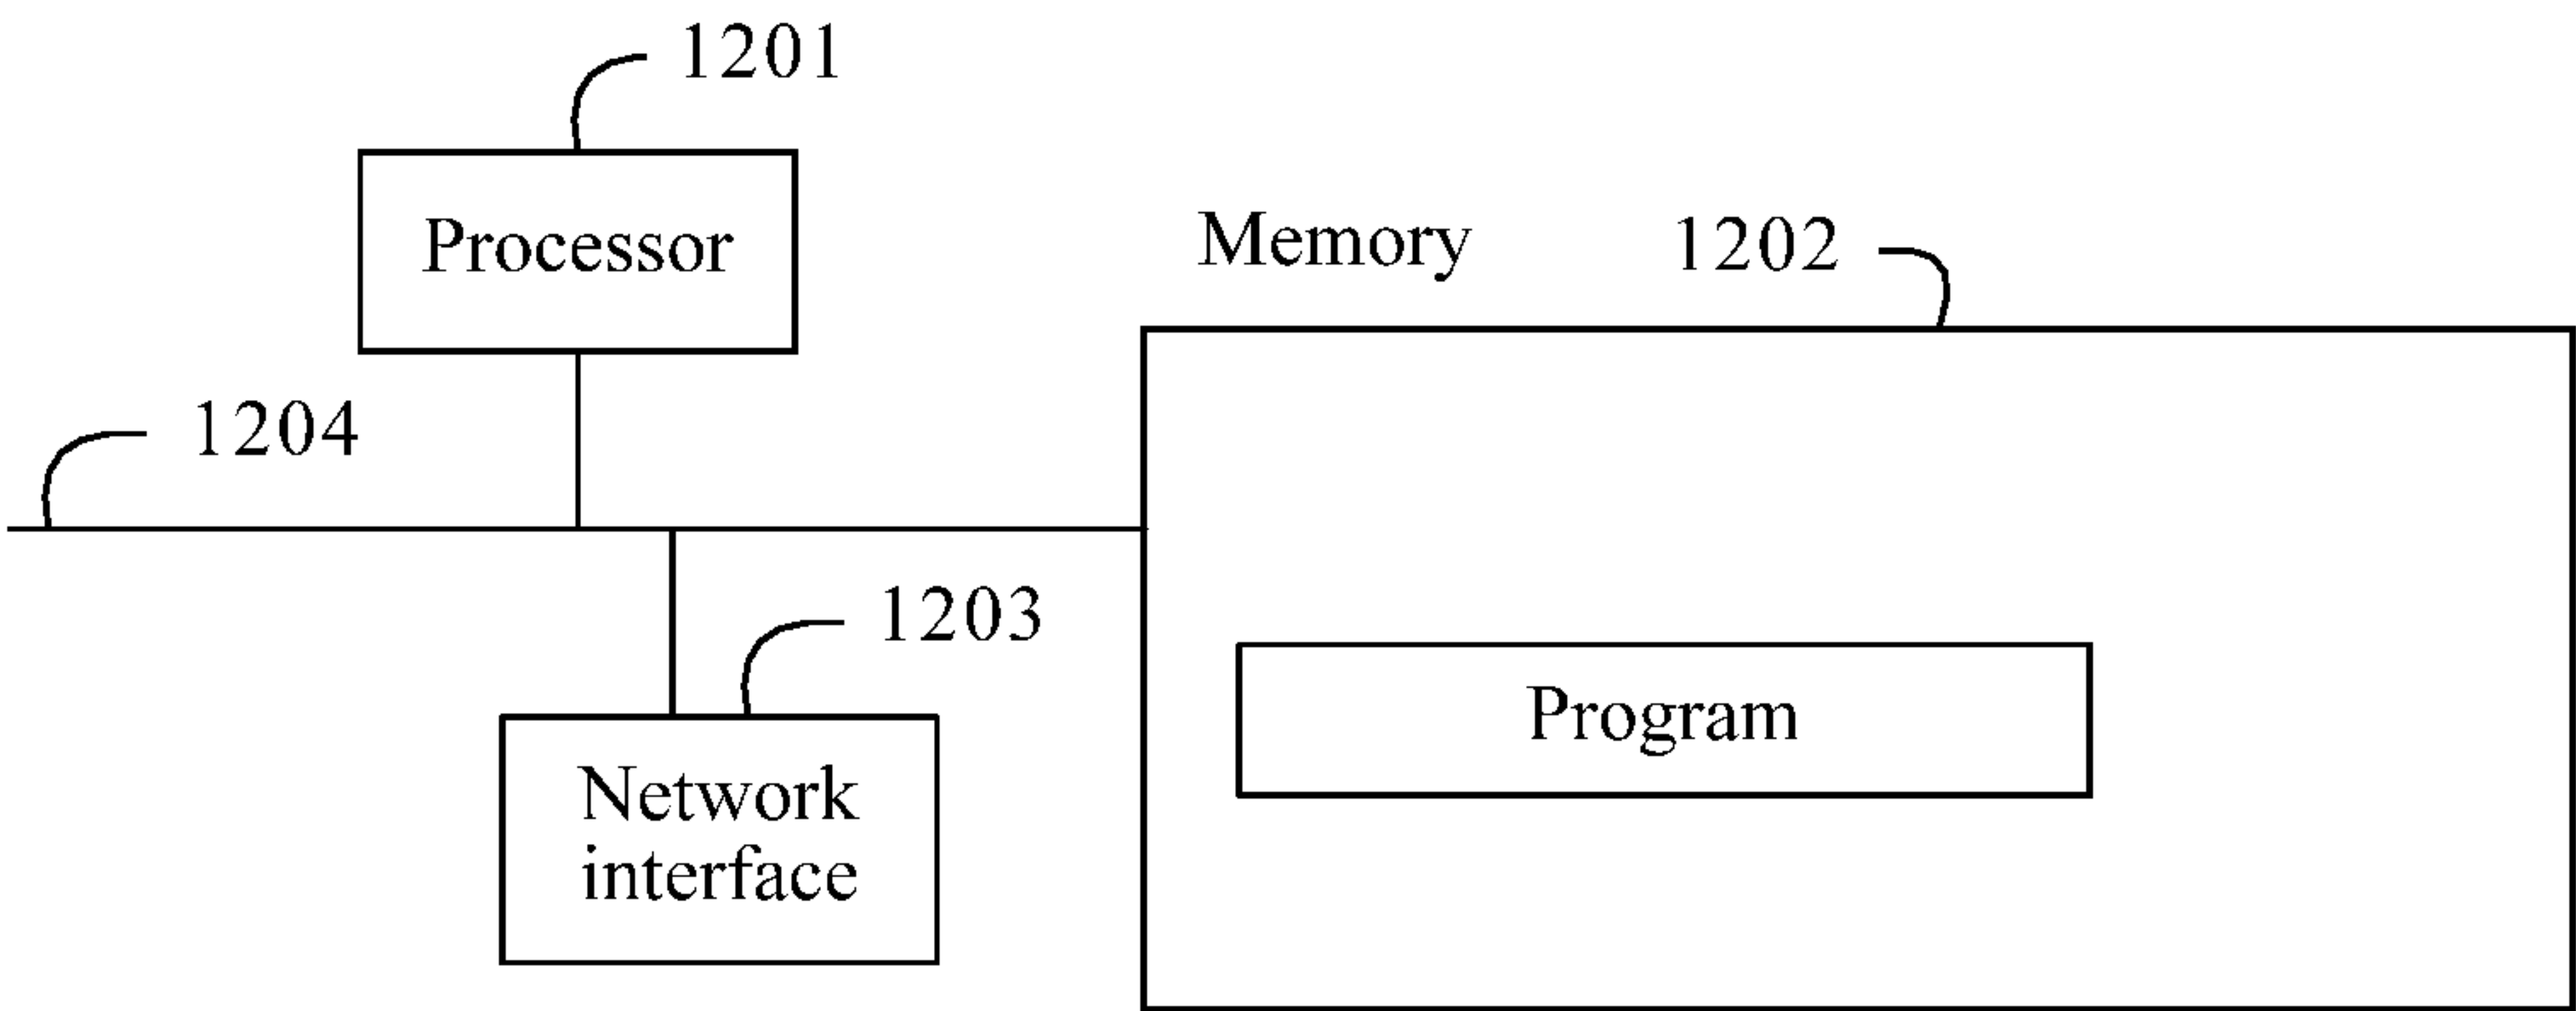 1201
Processor
Memory
1202
1204
1203
Program
Network
interface